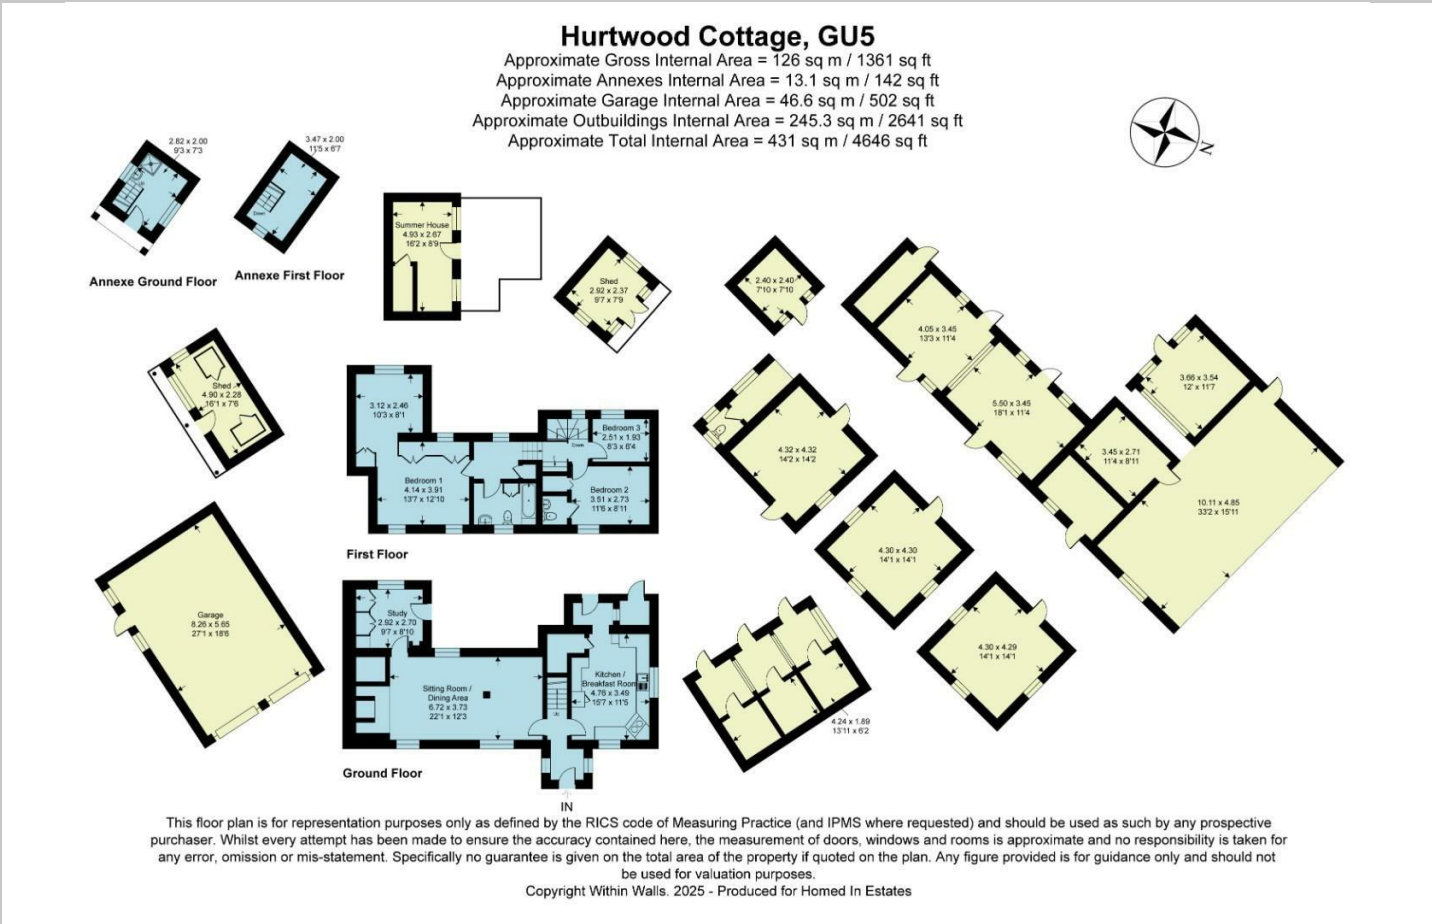 Hurtwood Cottage, GU5
Approximate Gross Internal Area = 126 sq m / 1361 sq ft
Approximate Annexes Internal Area = 13.1 sq m / 142 sq ft
Approximate Garage Internal Area = 46.6 sq m / 502 sq ft
Approximate Outbuildings Internal Area = 245.3 sq m / 2641 sq ft
Approximate Total Internal Area = 431 sq m / 4646 sq ft
N
2.82 x 2.00
9'3 x 7'3
Up
Annexe Ground Floor
3.47 x 2.00
11'5 x 6'7
Down
Annexe First Floor
Summer House
4.93 x 2.67
16'2 x 8'9
Shed
2.92 x 2.37
9'7 x 7'9
2.40 x 2.40
7'10 x 7'10
4.05 x 3.45
13'3 x 11'4
5.50 x 3.45
18'1 x 11'4
3.66 x 3.54
12' x 11'7
3.45 x 2.71
11'4 x 8'11
10.11 x 4.85
33'2 x 15'11
Shed
4.90 x 2.28
16'1 x 7'6
3.12 x 2.46
10'3 x 8'1
Bedroom 1
4.14 x 3.91
13'7 x 12'10
Down
Bedroom 3
2.51 x 1.93
8'3 x 6'4
Bedroom 2
3.51 x 2.73
11'6 x 8'11
First Floor
4.32 x 4.32
14'2 x 14'2
4.30 x 4.30
14'1 x 14'1
4.30 x 4.29
14'1 x 14'1
Garage
8.26 x 5.65
27'1 x 18'6
Study
2.92 x 2.70
9'7 x 8'10
Sitting Room /
Dining Area
6.72 x 3.73
22'1 x 12'3
Up
Kitchen /
Breakfast Room
4.76 x 3.49
15'7 x 11'5
Ground Floor
IN
4.24 x 1.89
13'11 x 6'2
This floor plan is for representation purposes only as defined by the RICS code of Measuring Practice (and IPMS where requested) and should be used as such by any prospective
purchaser. Whilst every attempt has been made to ensure the accuracy contained here, the measurement of doors, windows and rooms is approximate and no responsibility is taken for
any error, omission or mis-statement. Specifically no guarantee is given on the total area of the property if quoted on the plan. Any figure provided is for guidance only and should not
be used for valuation purposes.
Copyright Within Walls. 2025 - Produced for Homed In Estates